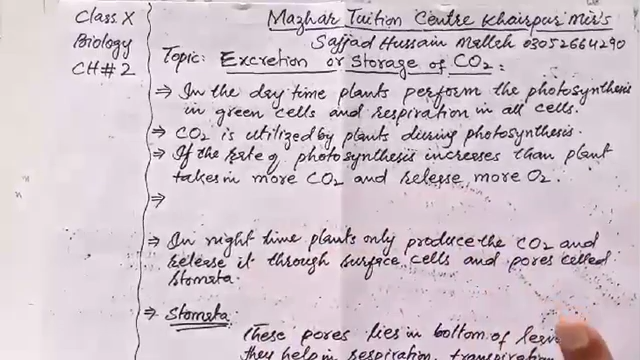 Class X
Biology
CH#2
Mazhar Tuition Centre Khairpur Mir's
Sajjad Hussain Mallah 03052664290
Topic: Excretion or Storage of CO2:
⇒ In the day time plants perform the photosynthesis
in green cells and respiration in all cells.
⇒ CO2 is utilized by plants during photosynthesis.
⇒ If the rate of photosynthesis increases than plant
takes in more CO2 and release more O2.
⇒
⇒ In night time plants only produce the CO2 and
release it through surface cells and pores called
Stomata.
⇒ Stomata:
These pores lies in bottom of
they help in respiration, transpiration